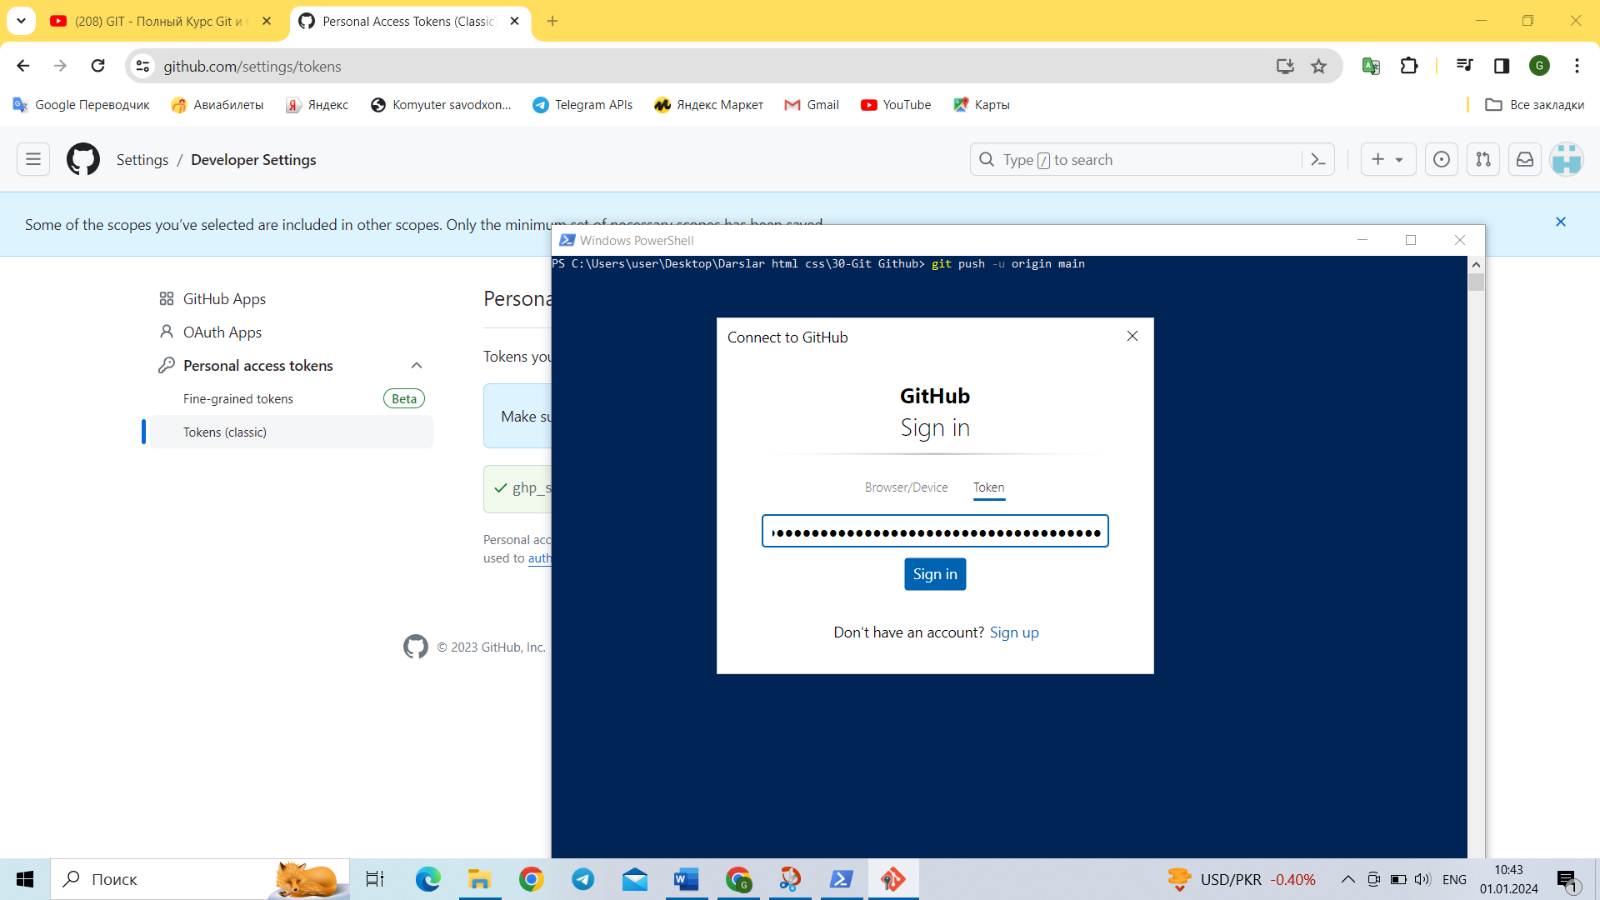 (208) GIT - Полный Курс Git и
Personal Access Tokens (Classic
github.com/settings/tokens
G
Google Переводчик
Авиабилеты
Яндекс
Komyuter savodxon...
Telegram APIs
Яндекс Маркет
Gmail
YouTube
Карты
Все закладки
Settings / Developer Settings
Type / to search
Some of the scopes you've selected are included in other scopes. Only the minimum set of necessary scopes has been saved
Windows PowerShell
PS C:\Users\user\Desktop\Darslar html css\30-Git Github> git push -u origin main
GitHub Apps
OAuth Apps
Personal access tokens
Fine-grained tokens
Beta
Tokens (classic)
Persona
Tokens you
Make su
ghp_s
Personal acc
used to auth
© 2023 GitHub, Inc.
Connect to GitHub
GitHub
Sign in
Browser/Device
Token
Sign in
Don't have an account? Sign up
Поиск
USD/PKR -0.40%
ENG
10:43
01.01.2024
1